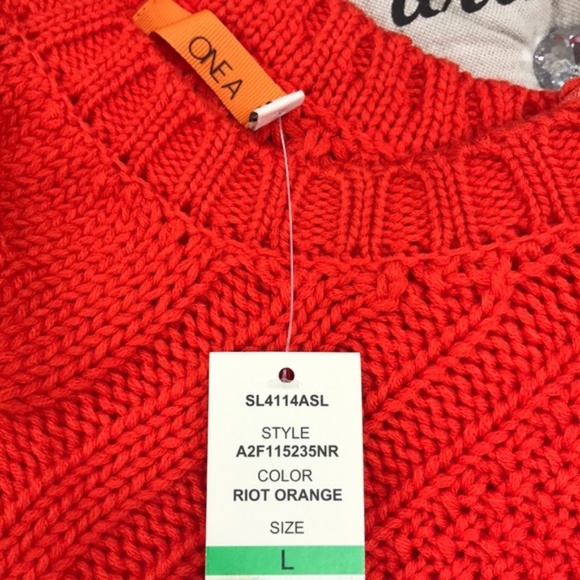 ONE A
SL4114ASL
STYLE
A2F115235NR
COLOR
RIOT ORANGE
SIZE
L